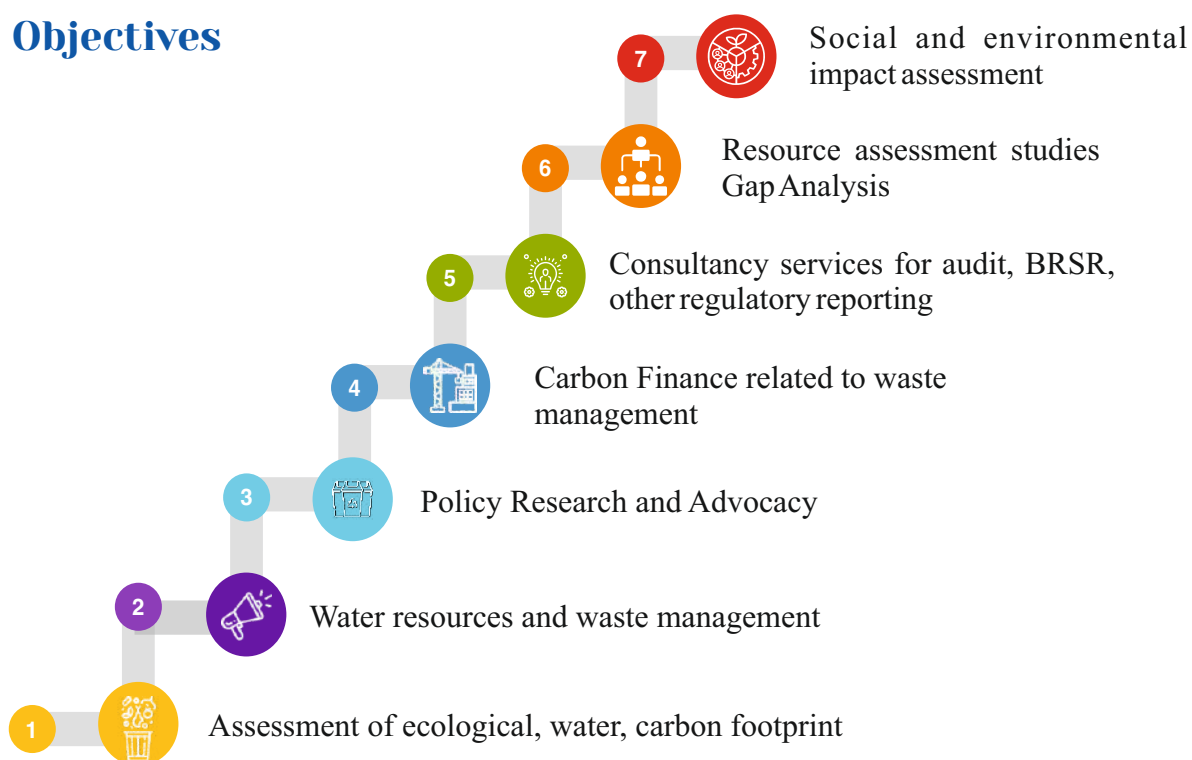 Objectives
7
Social and environmental
impact assessment
6
Resource assessment studies
Gap Analysis
5
Consultancy services for audit, BRSR,
other regulatory reporting
4
Carbon Finance related to waste
management
3
Policy Research and Advocacy
2
Water resources and waste management
1
Assessment of ecological, water, carbon footprint